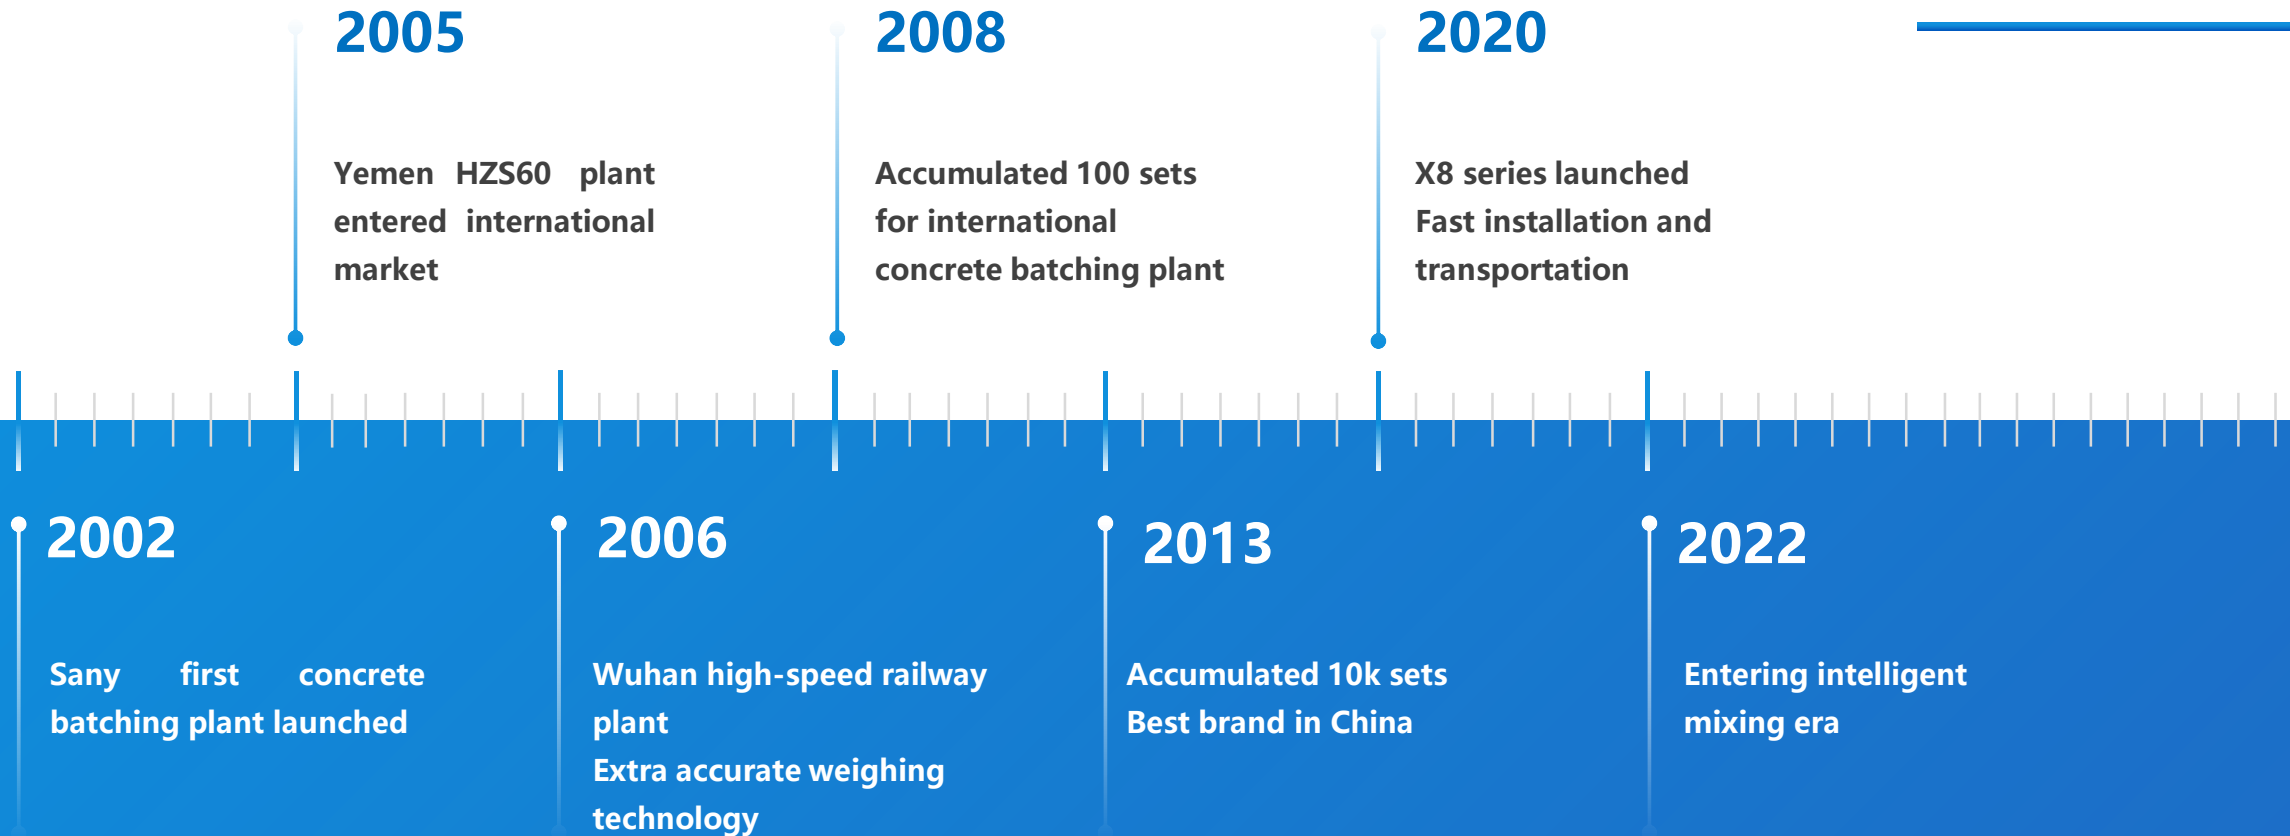 2005
Yemen HZS60 plant
entered international
market
2008
Accumulated 100 sets
for international
concrete batching plant
2020
X8 series launched
Fast installation and
transportation
2002
Sany first concrete
batching plant launched
2006
Wuhan high-speed railway
plant
Extra accurate weighing
technology
2013
Accumulated 10k sets
Best brand in China
2022
Entering intelligent
mixing era